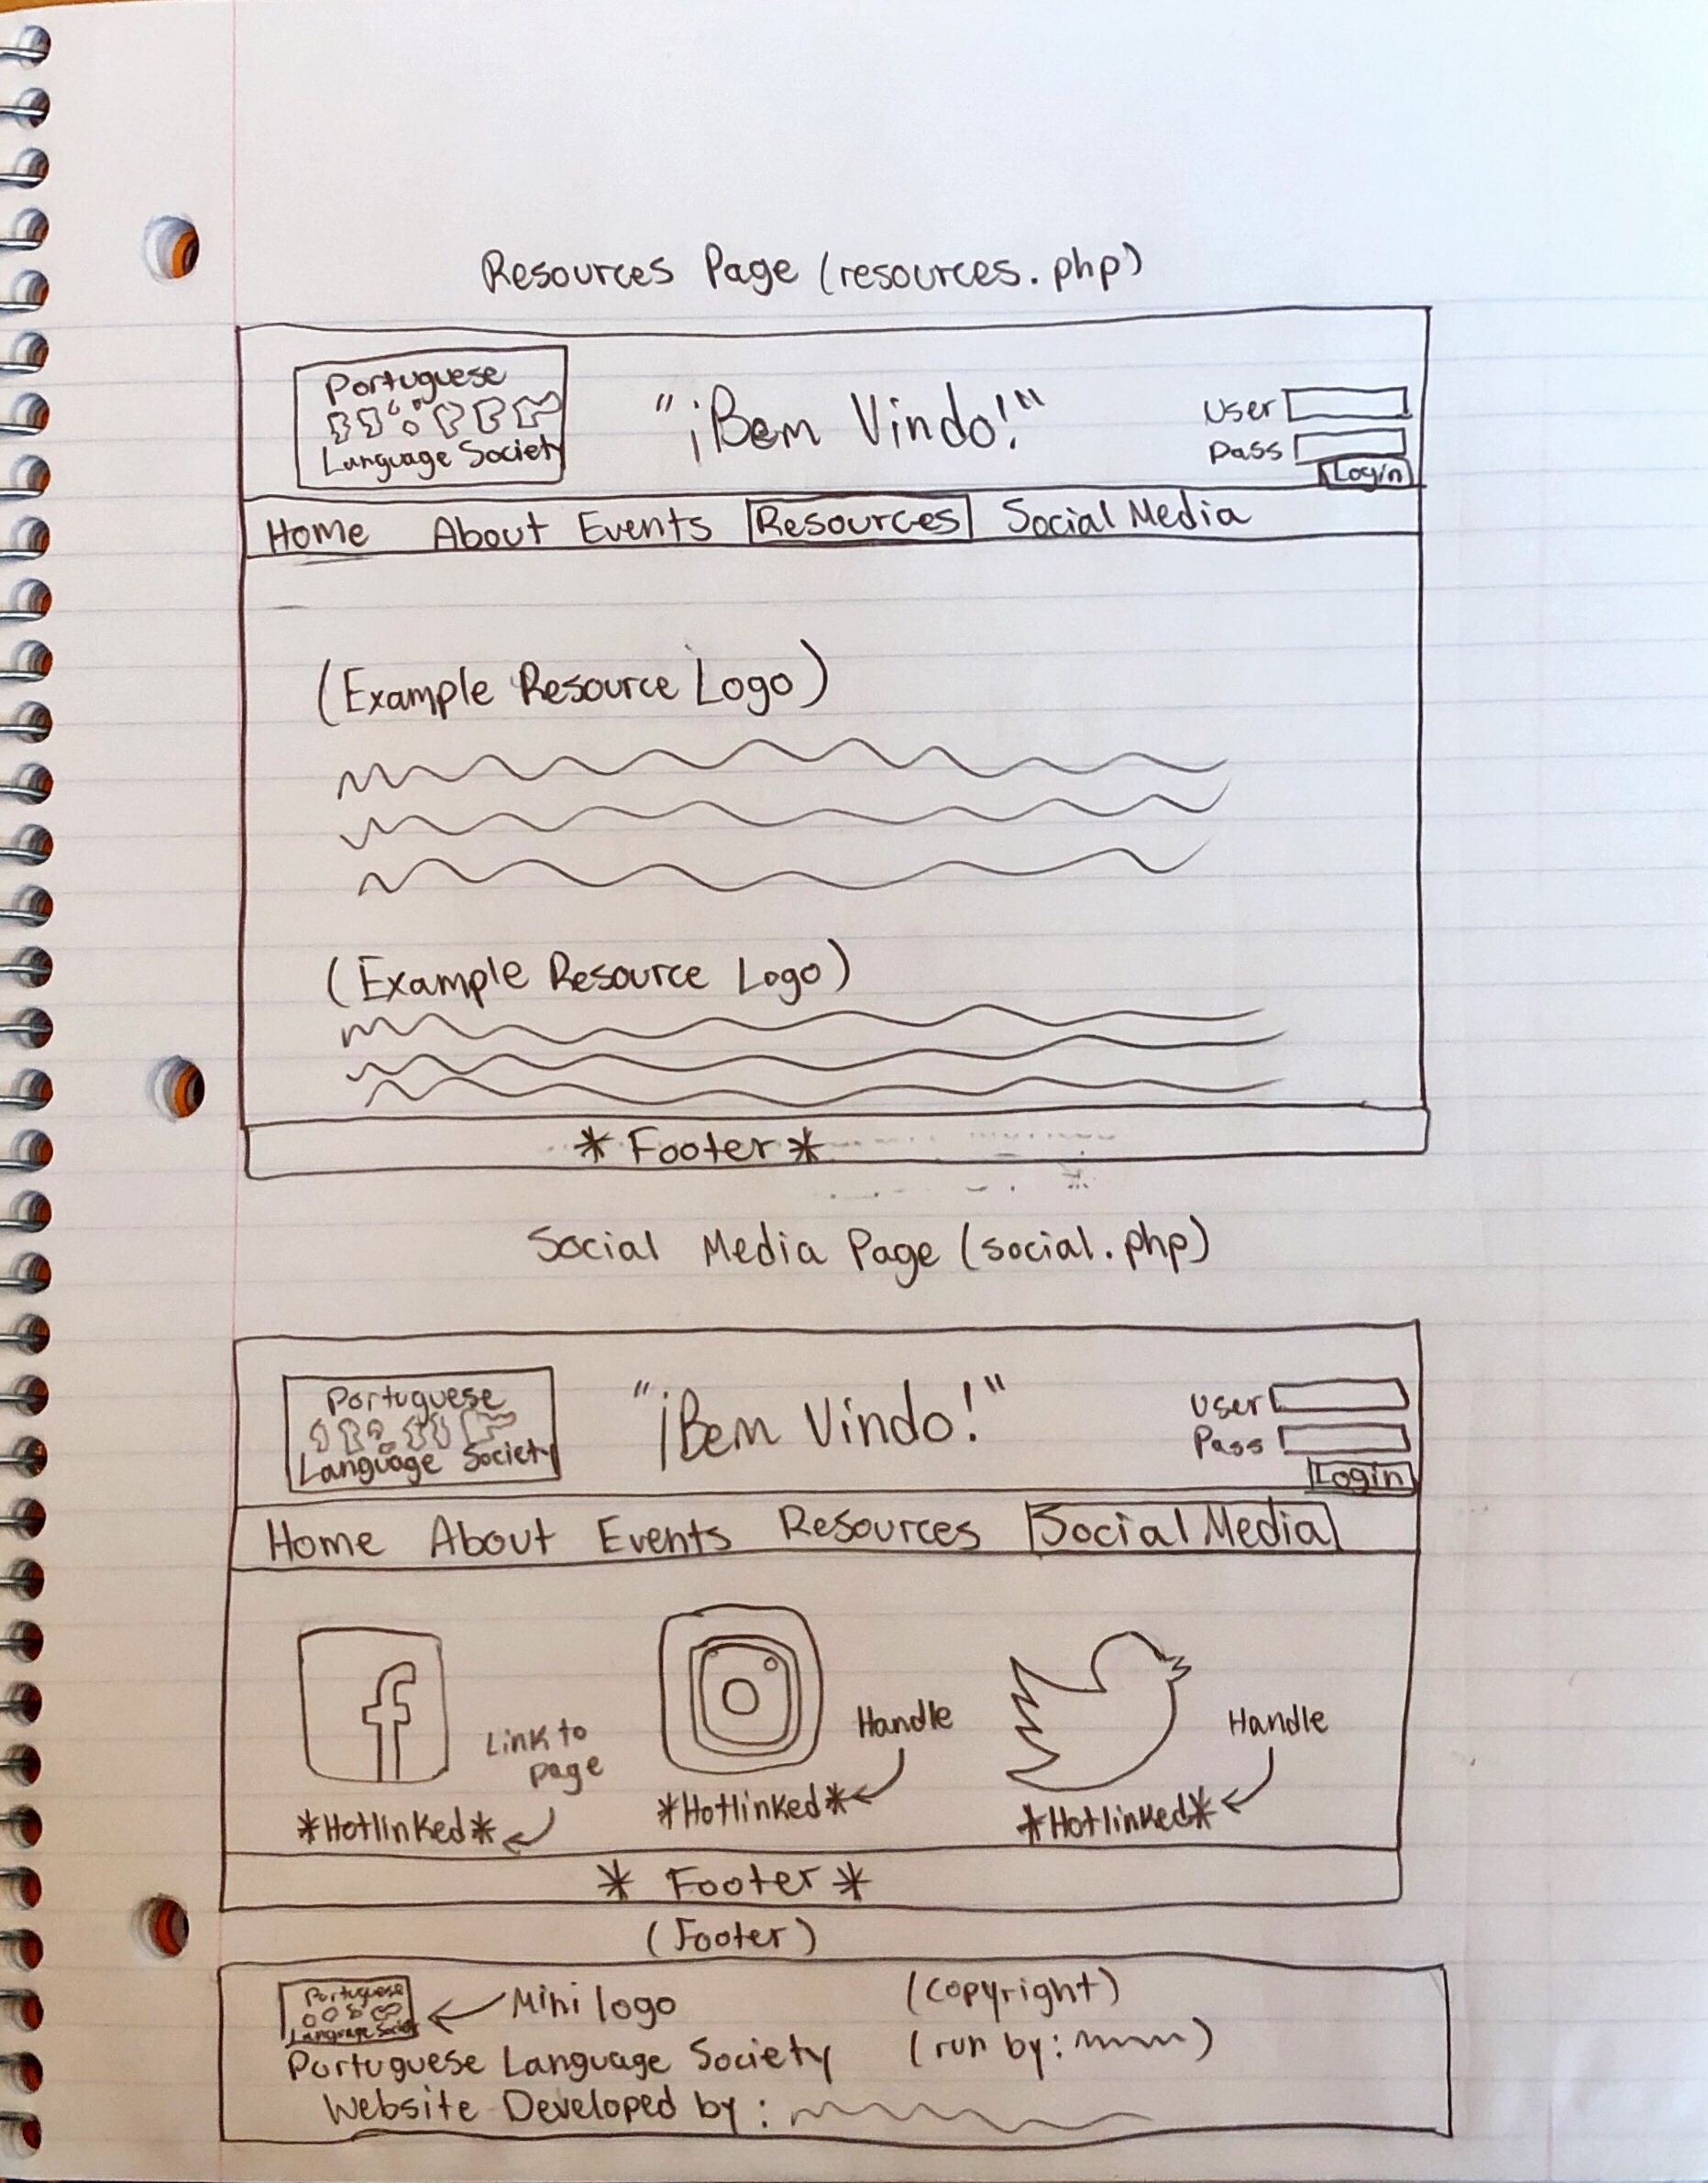 Resources Page (resources.php)
Portuguese
Language Society
"¡Bem Vindo!"
User
Pass
Login
Home About Events Resources Social Media
(Example Resource Logo)
(Example Resource Logo)
* Footer *
Social Media Page (social.php)
Portuguese
Language Society
"¡Bem Vindo!"
User
Pass
Login
Home About Events Resources Social Media
f
Link to
page
*Hotlinked*
Handle
*Hotlinked*
Handle
*Hotlinked*
* Footer *
(Footer)
Portuguese
Language Society
Mini logo
(copyright)
Portuguese Language Society
(run by:
)
Website Developed by :